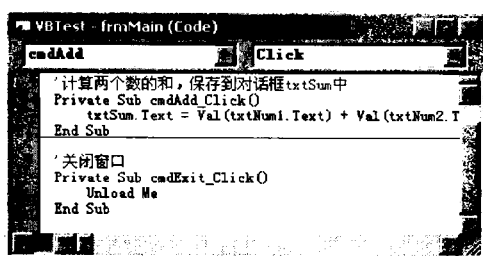 VBTest - frmMain (Code)
cmdAdd Click
'计算两个数的和，保存到对话框txtSum中
Private Sub cmdAdd_Click()
txtSum.Text = Val(txtNum1.Text) + Val(txtNum2.T
End Sub
'关闭窗口
Private Sub cmdExit_Click()
Unload Me
End Sub